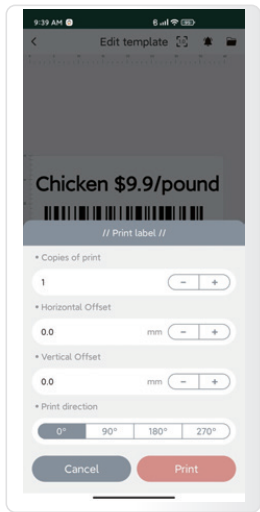 9:39 AM
Edit template
Chicken $9.9/pound
// Print label //
Copies of print
1
- +
Horizontal Offset
0.0 mm - +
Vertical Offset
0.0 mm - +
Print direction
0° 90° 180° 270°
Cancel Print